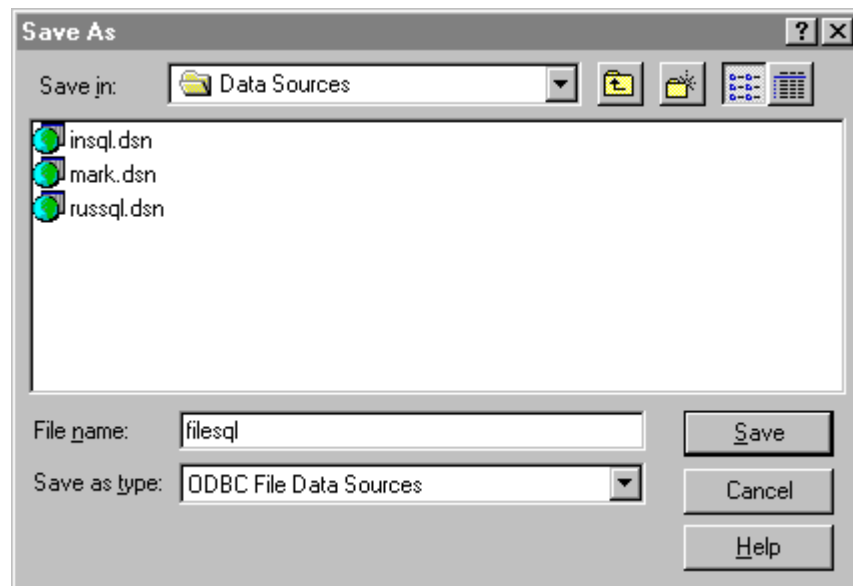 Save As
Save in: Data Sources
insql.dsn
mark.dsn
russql.dsn
File name: filesql Save
Save as type: ODBC File Data Sources Cancel
Help